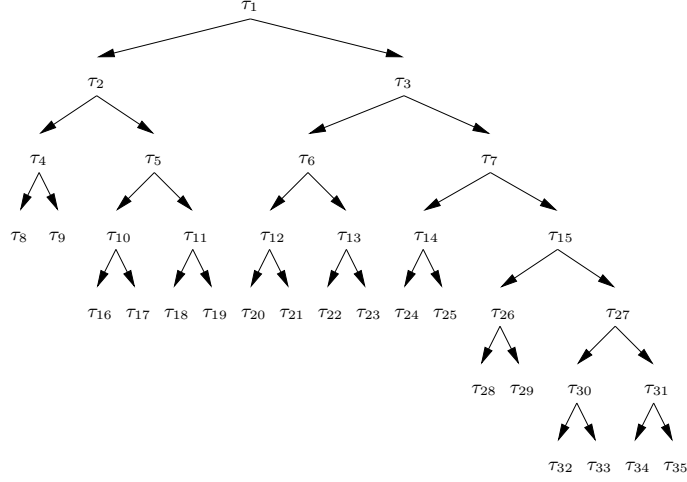 τ₁
τ₂ τ₃
τ₄ τ₅ τ₆ τ₇
τ₈ τ₉ τ₁₀ τ₁₁ τ₁₂ τ₁₃ τ₁₄ τ₁₅
τ₁₆ τ₁₇ τ₁₈ τ₁₉ τ₂₀ τ₂₁ τ₂₂ τ₂₃ τ₂₄ τ₂₅ τ₂₆ τ₂₇
τ₂₈ τ₂₉ τ₃₀ τ₃₁
τ₃₂ τ₃₃ τ₃₄ τ₃₅